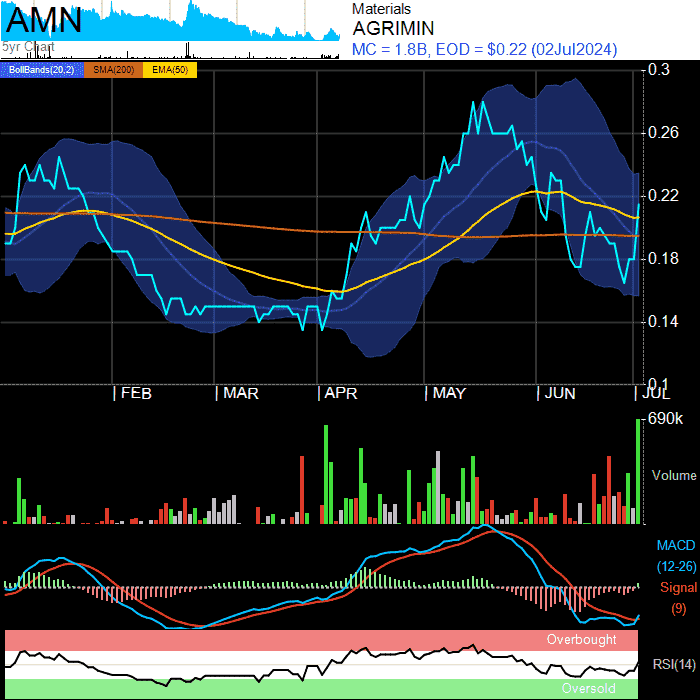 AMN
5yr Chart
Materials
AGRIMIN
MC = 1.8B, EOD = $0.22 (02Jul2024)
BollBands(20,2) SMA(200) EMA(50)
0.3
0.26
0.22
0.18
0.14
0.1
FEB MAR APR MAY JUN JUL
690k
Volume
MACD
(12-26)
Signal
(9)
Overbought
RSI(14)
Oversold